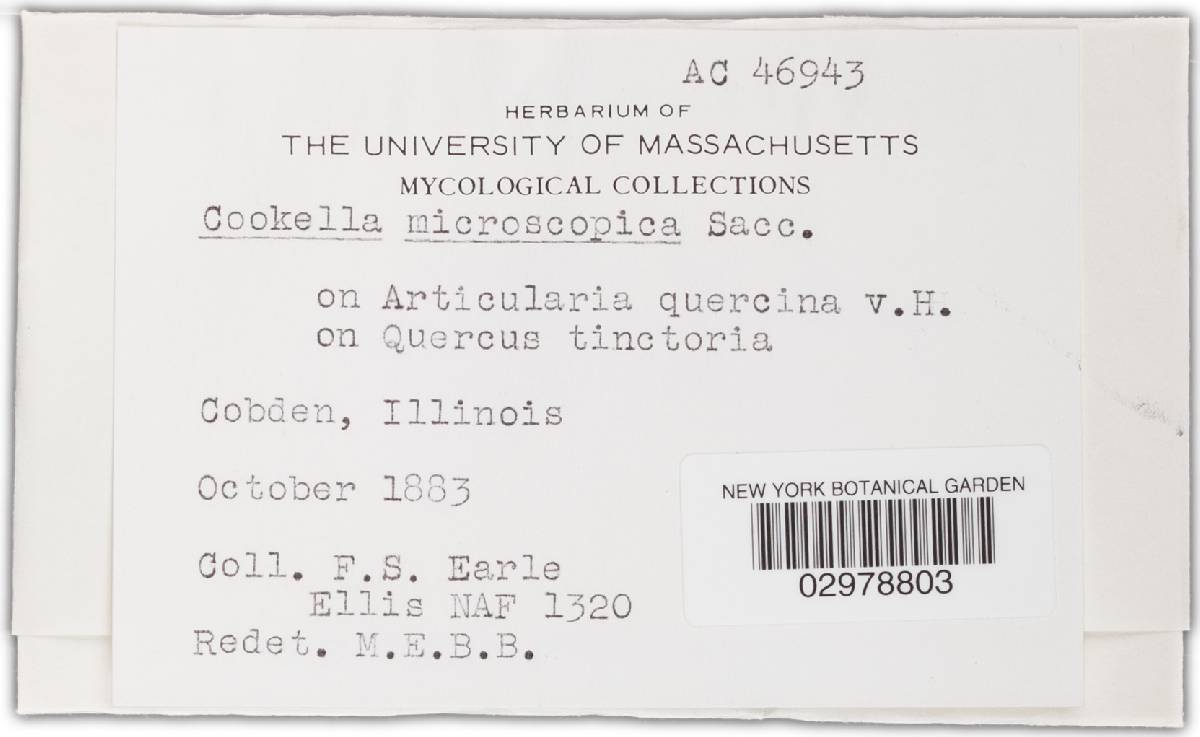 AC 46943
HERBARIUM OF
THE UNIVERSITY OF MASSACHUSETTS
MYCOLOGICAL COLLECTIONS
Cookella microscopica Sacc.
on Articularia quercina v.H.
on Quercus tinctoria
Cobden, Illinois
October 1883
Coll. F.S. Earle
Ellis NAF 1320
Redet. M.E.B.B.
NEW YORK BOTANICAL GARDEN
02978803